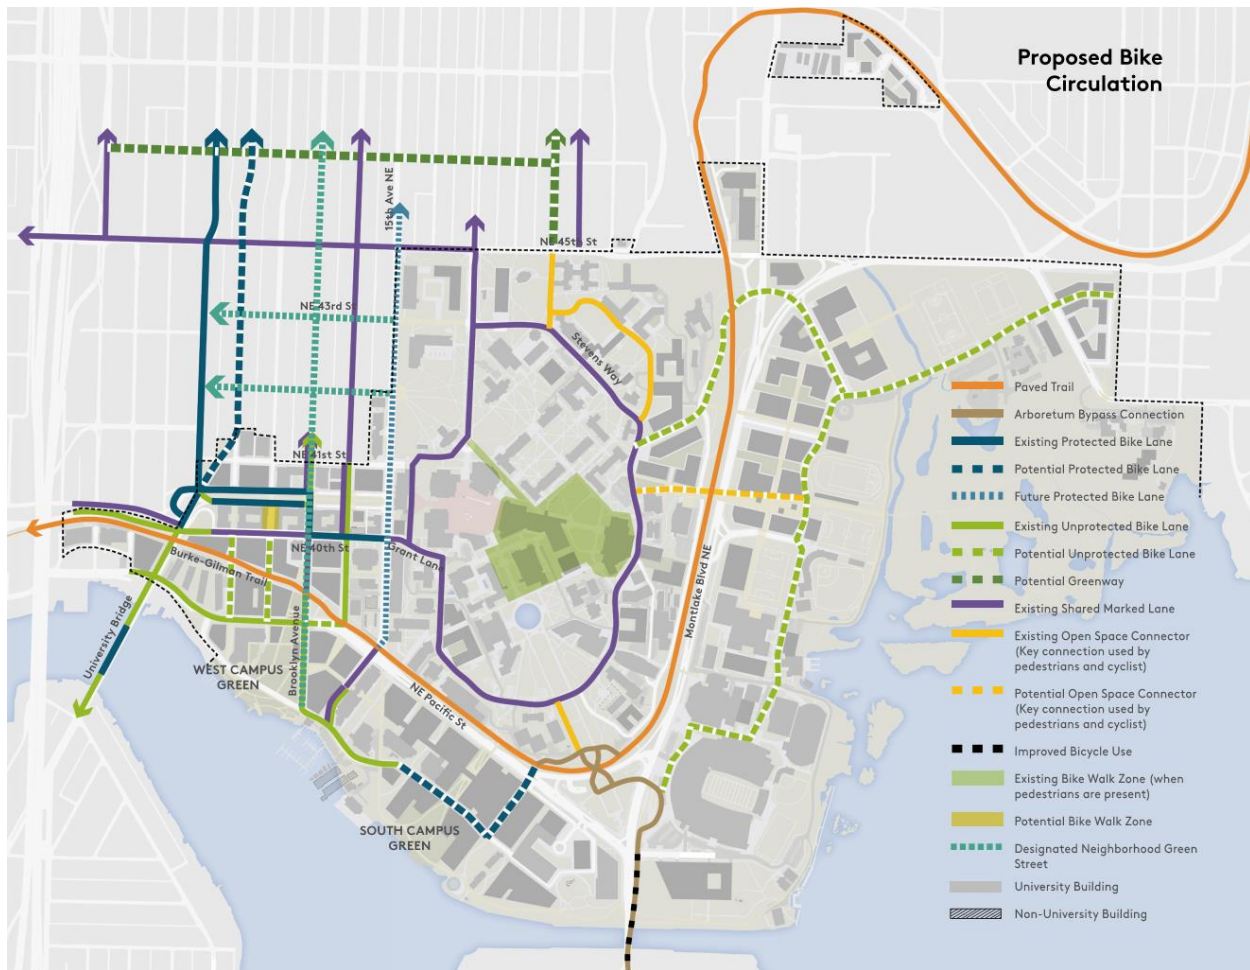 Proposed Bike
Circulation
15th Ave NE
NE 45th St
NE 43rd St
Stevens Way
NE 41st St
NE 40th St
Grant Lane
Burke-Gilman Trail
University Bridge
Brooklyn Avenue
Montlake Blvd NE
NE Pacific St
WEST CAMPUS
GREEN
SOUTH CAMPUS
GREEN
Paved Trail
Arboretum Bypass Connection
Existing Protected Bike Lane
Potential Protected Bike Lane
Future Protected Bike Lane
Existing Unprotected Bike Lane
Potential Unprotected Bike Lane
Potential Greenway
Existing Shared Marked Lane
Existing Open Space Connector
(Key connection used by
pedestrians and cyclist)
Potential Open Space Connector
(Key connection used by
pedestrians and cyclist)
Improved Bicycle Use
Existing Bike Walk Zone (when
pedestrians are present)
Potential Bike Walk Zone
Designated Neighborhood Green
Street
University Building
Non-University Building